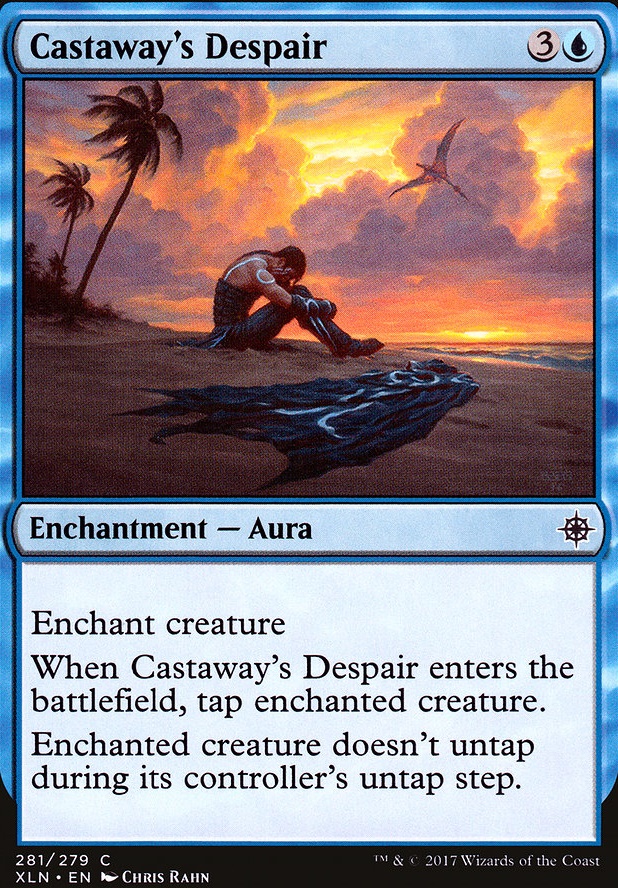 Castaway's Despair 3
Enchantment — Aura
Enchant creature
When Castaway's Despair enters the
battlefield, tap enchanted creature.
Enchanted creature doesn't untap
during its controller's untap step.
281/279 C
XLN • EN Chris Rahn
™ & © 2017 Wizards of the Coast